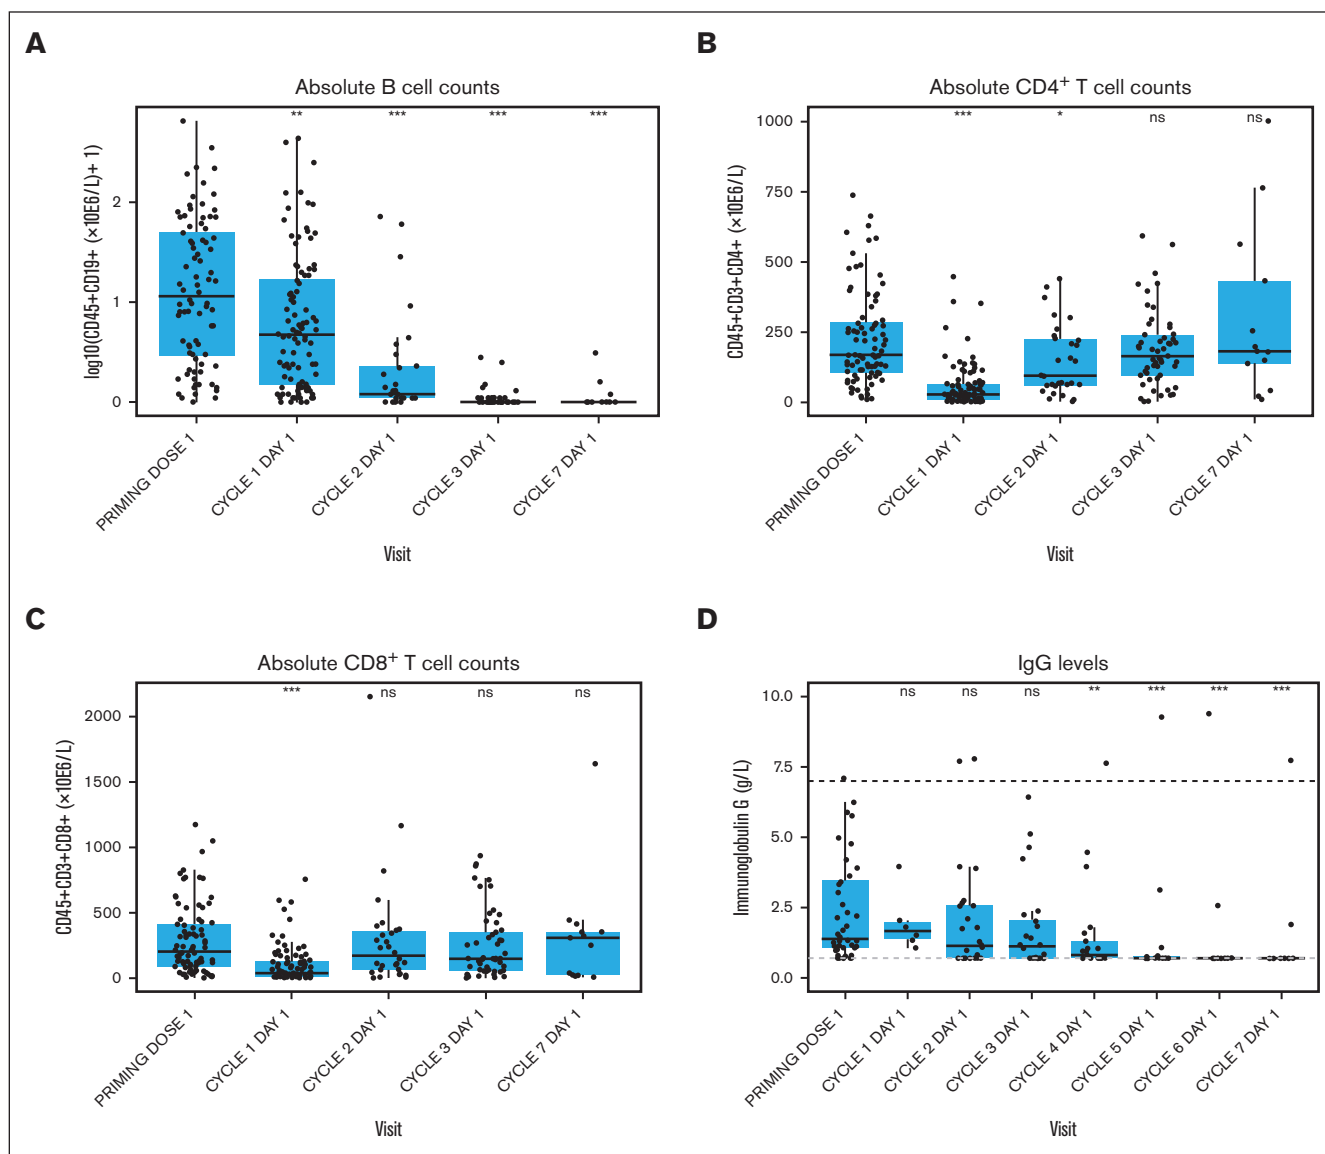 A
Absolute B cell counts
** *** *** ***
log10(CD45+CD19+ (×10E6/L)+ 1)
2
1
0
PRIMING DOSE 1
CYCLE 1 DAY 1
CYCLE 2 DAY 1
CYCLE 3 DAY 1
CYCLE 7 DAY 1
Visit
B
Absolute CD4+ T cell counts
*** * ns ns
CD45+CD3+CD4+ (×10E6/L)
1000
750
500
250
0
PRIMING DOSE 1
CYCLE 1 DAY 1
CYCLE 2 DAY 1
CYCLE 3 DAY 1
CYCLE 7 DAY 1
Visit
C
Absolute CD8+ T cell counts
*** ns ns ns
CD45+CD3+CD8+ (×10E6/L)
2000
1500
1000
500
0
PRIMING DOSE 1
CYCLE 1 DAY 1
CYCLE 2 DAY 1
CYCLE 3 DAY 1
CYCLE 7 DAY 1
Visit
D
IgG levels
ns ns ns ** *** *** ***
Immunoglobulin G (g/L)
10.0
7.5
5.0
2.5
0.0
PRIMING DOSE 1
CYCLE 1 DAY 1
CYCLE 2 DAY 1
CYCLE 3 DAY 1
CYCLE 4 DAY 1
CYCLE 5 DAY 1
CYCLE 6 DAY 1
CYCLE 7 DAY 1
Visit